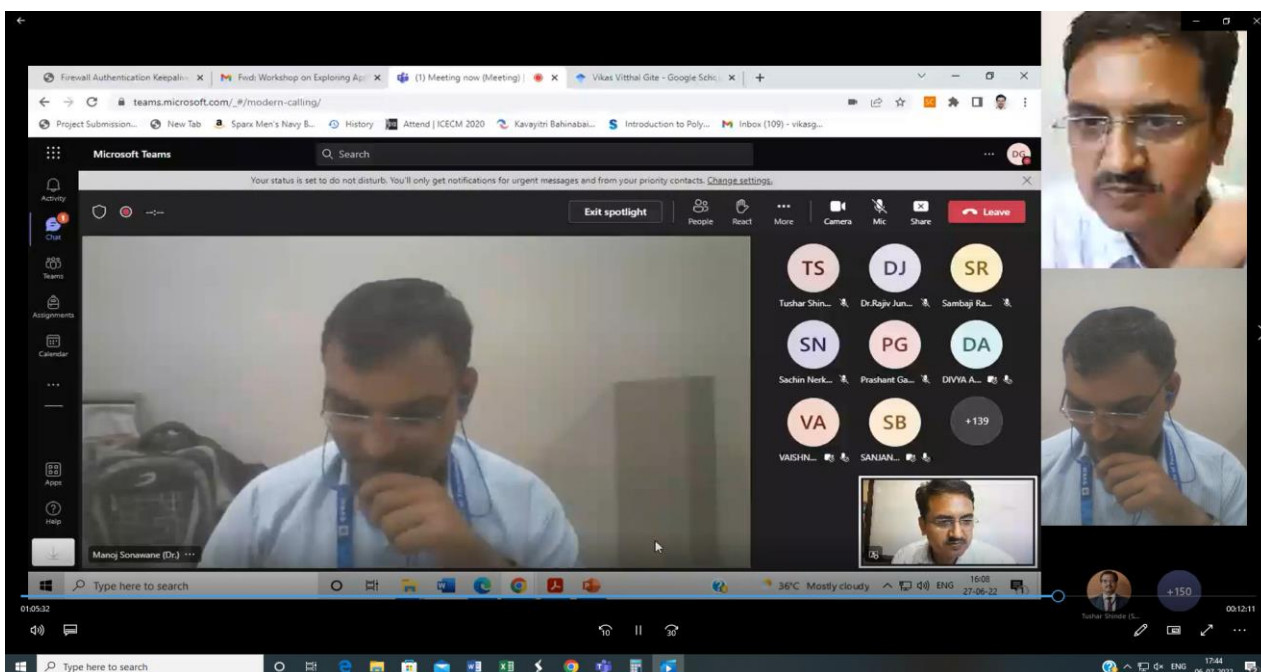 Firewall Authentication Keepaliv
Fwd: Workshop on Exploring Ap
(1) Meeting now (Meeting) |
Vikas Vitthal Gite - Google Scho
teams.microsoft.com/_#/modern-calling/
Project Submission...
New Tab
Sparx Men's Navy B...
History
Attend | ICECM 2020
Kavayitri Bahinabai...
Introduction to Poly...
Inbox (109) - vikasg...
Microsoft Teams
Search
DG
Your status is set to do not disturb. You'll only get notifications for urgent messages and from your priority contacts. Change settings.
Activity
Chat
Teams
Assignments
Calendar
Apps
Help
--:--
Exit spotlight
People
React
More
Camera
Mic
Share
Leave
TS
DJ
SR
Tushar Shin...
Dr.Rajiv Jun...
Sambaji Ra...
SN
PG
DA
Sachin Nerk...
Prashant Ga...
DIVYA A...
VA
SB
+139
VAISHN...
SANJAN...
Manoj Sonawane (Dr.) ...
Type here to search
36°C Mostly cloudy
ENG
16:08
27-06-22
+150
Tushar Shinde (S...
01:05:32
00:12:11
10
30
Type here to search
ENG
17:44
06-07-2022